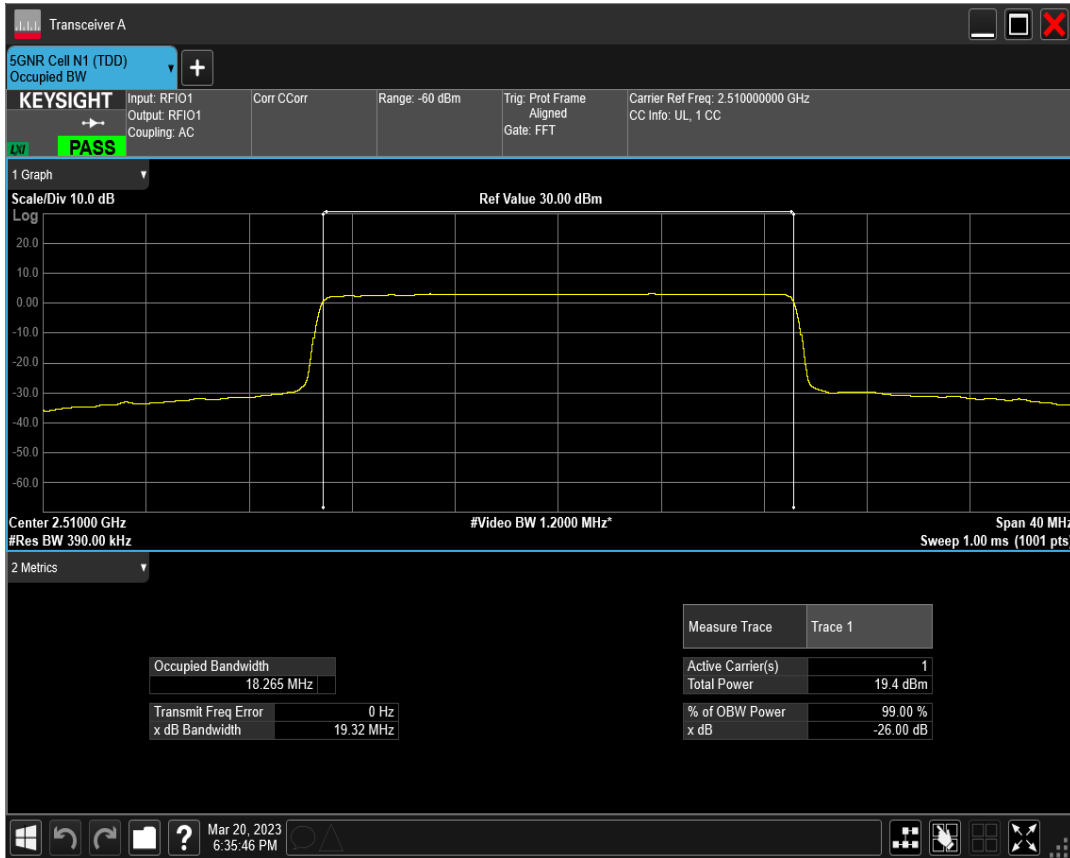 Transceiver A
5GNR Cell N1 (TDD)
Occupied BW
+
KEYSIGHT
LXI
PASS
Input: RFIO1
Output: RFIO1
Coupling: AC
Corr CCorr
Range: -60 dBm
Trig: Prot Frame
Aligned
Gate: FFT
Carrier Ref Freq: 2.510000000 GHz
CC Info: UL, 1 CC
1 Graph
Scale/Div 10.0 dB
Ref Value 30.00 dBm
Log
20.0
10.0
0.00
-10.0
-20.0
-30.0
-40.0
-50.0
-60.0
Center 2.51000 GHz
#Video BW 1.2000 MHz*
Span 40 MHz
#Res BW 390.00 kHz
Sweep 1.00 ms (1001 pts)
2 Metrics
Measure Trace Trace 1
Occupied Bandwidth
18.265 MHz
Active Carrier(s) 1
Total Power 19.4 dBm
Transmit Freq Error 0 Hz
x dB Bandwidth 19.32 MHz
% of OBW Power 99.00 %
x dB -26.00 dB
?
Mar 20, 2023
6:35:46 PM